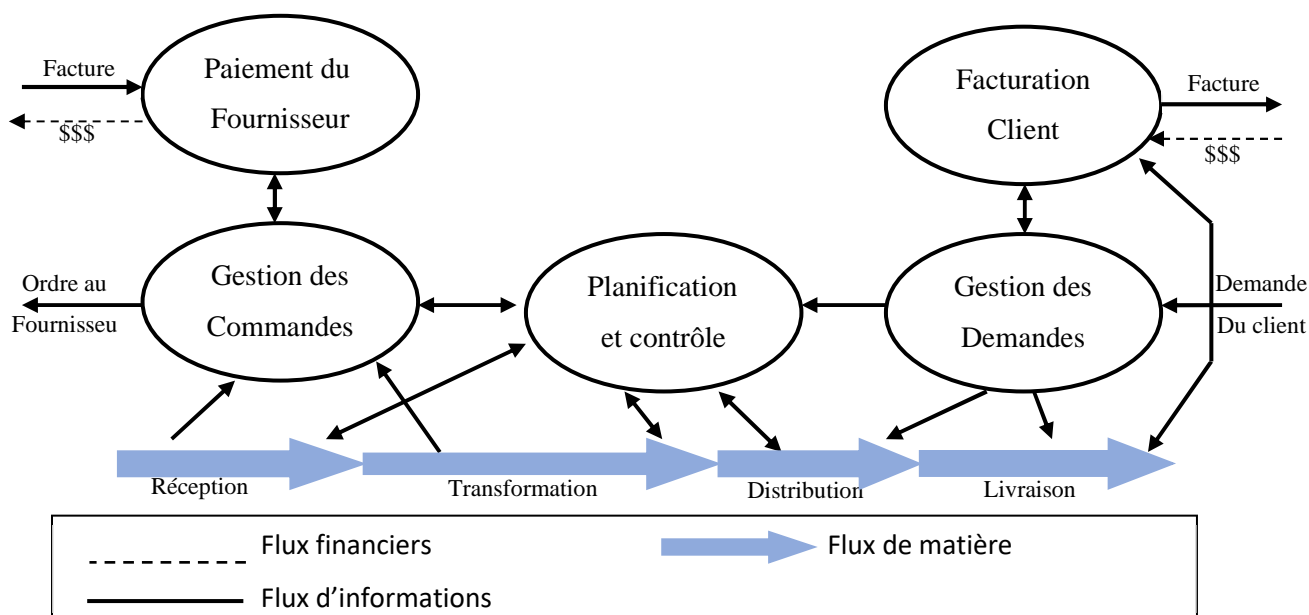 Facture
$$$
Paiement du
Fournisseur
Facturation
Client
Facture
$$$
Ordre au
Fournisseu
Gestion des
Commandes
Planification
et contrôle
Gestion des
Demandes
Demande
Du client
Réception
Transformation
Distribution
Livraison
Flux financiers
Flux de matière
Flux d’informations